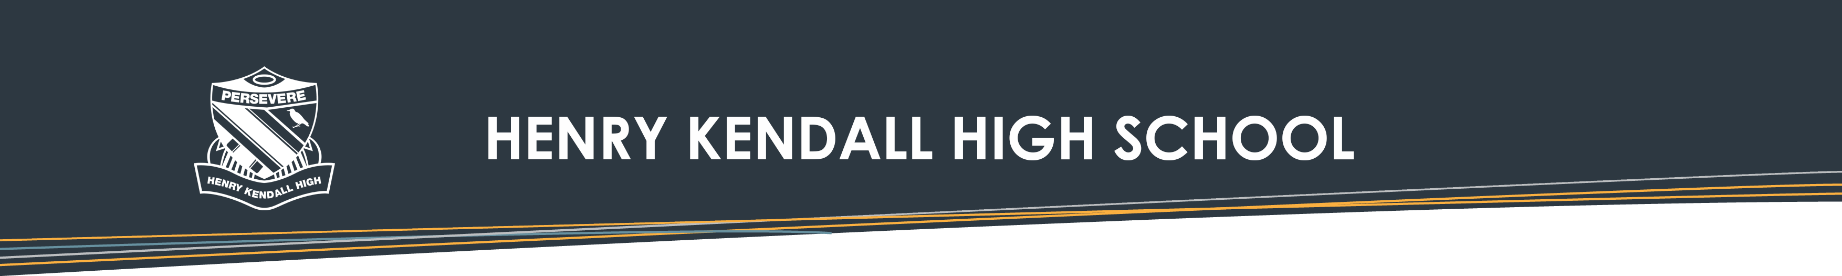 PERSEVERE
HENRY KENDALL HIGH
HENRY KENDALL HIGH SCHOOL